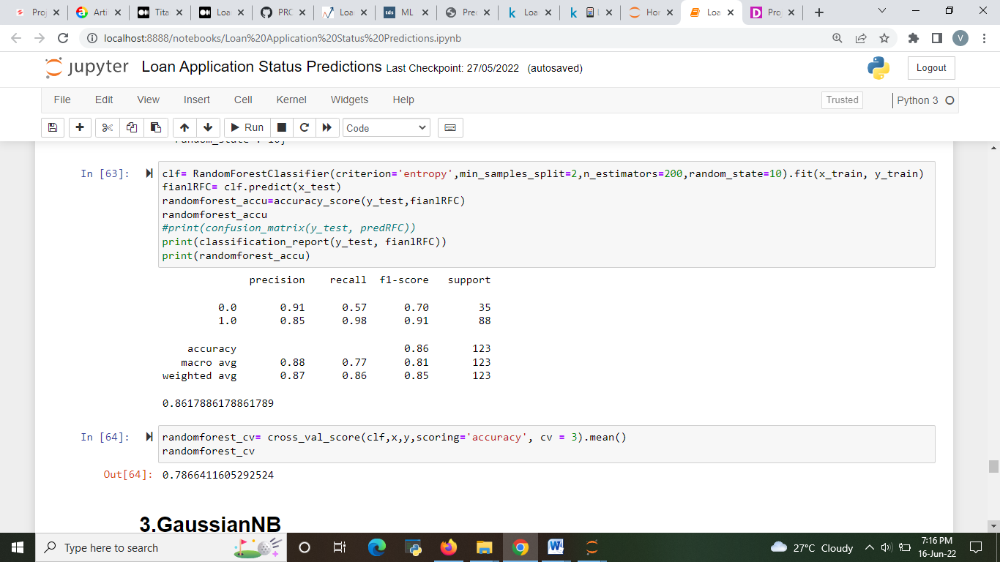 Proj
Arti
Tita
Loa
PRC
Loa
ML
Prec
Loa
L
Hor
Loa
Proj
localhost:8888/notebooks/Loan%20Application%20Status%20Predictions.ipynb
V
jupyter Loan Application Status Predictions Last Checkpoint: 27/05/2022 (autosaved)
Logout
File Edit View Insert Cell Kernel Widgets Help
Trusted
Python 3
Run
Code
In [63]:
clf= RandomForestClassifier(criterion='entropy',min_samples_split=2,n_estimators=200,random_state=10).fit(x_train, y_train)
fianlRFC= clf.predict(x_test)
randomforest_accu=accuracy_score(y_test,fianlRFC)
randomforest_accu
#print(confusion_matrix(y_test, predRFC))
print(classification_report(y_test, fianlRFC))
print(randomforest_accu)
precision recall f1-score support
0.0 0.91 0.57 0.70 35
1.0 0.85 0.98 0.91 88
accuracy 0.86 123
macro avg 0.88 0.77 0.81 123
weighted avg 0.87 0.86 0.85 123
0.8617886178861789
In [64]:
randomforest_cv= cross_val_score(clf,x,y,scoring='accuracy', cv = 3).mean()
randomforest_cv
Out[64]: 0.7866411605292524
3.GaussianNB
Type here to search
27°C Cloudy
7:16 PM
16-Jun-22